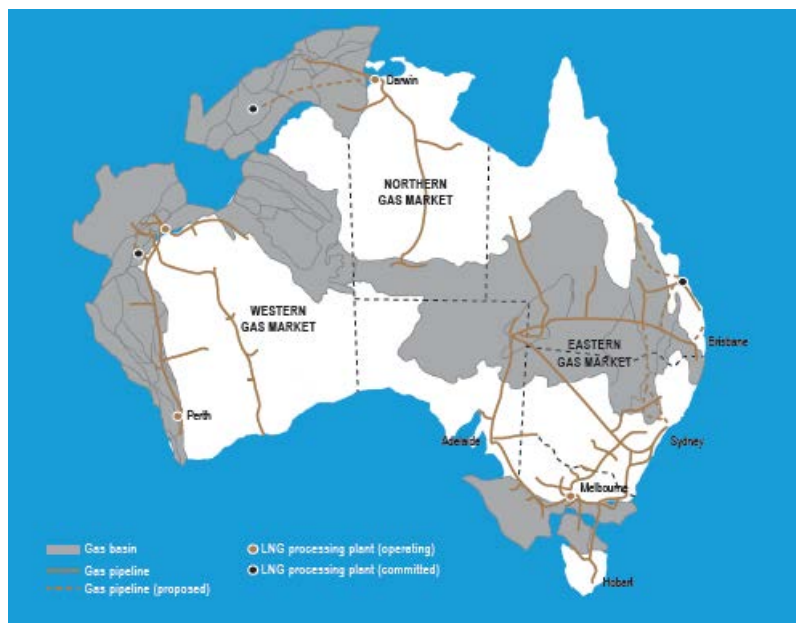 Darwin
NORTHERN
GAS MARKET
WESTERN
GAS MARKET
EASTERN
GAS MARKET
Brisbane
Perth
Adelaide
Sydney
Melbourne
Hobart
Gas basin
Gas pipeline
Gas pipeline (proposed)
LNG processing plant (operating)
LNG processing plant (committed)